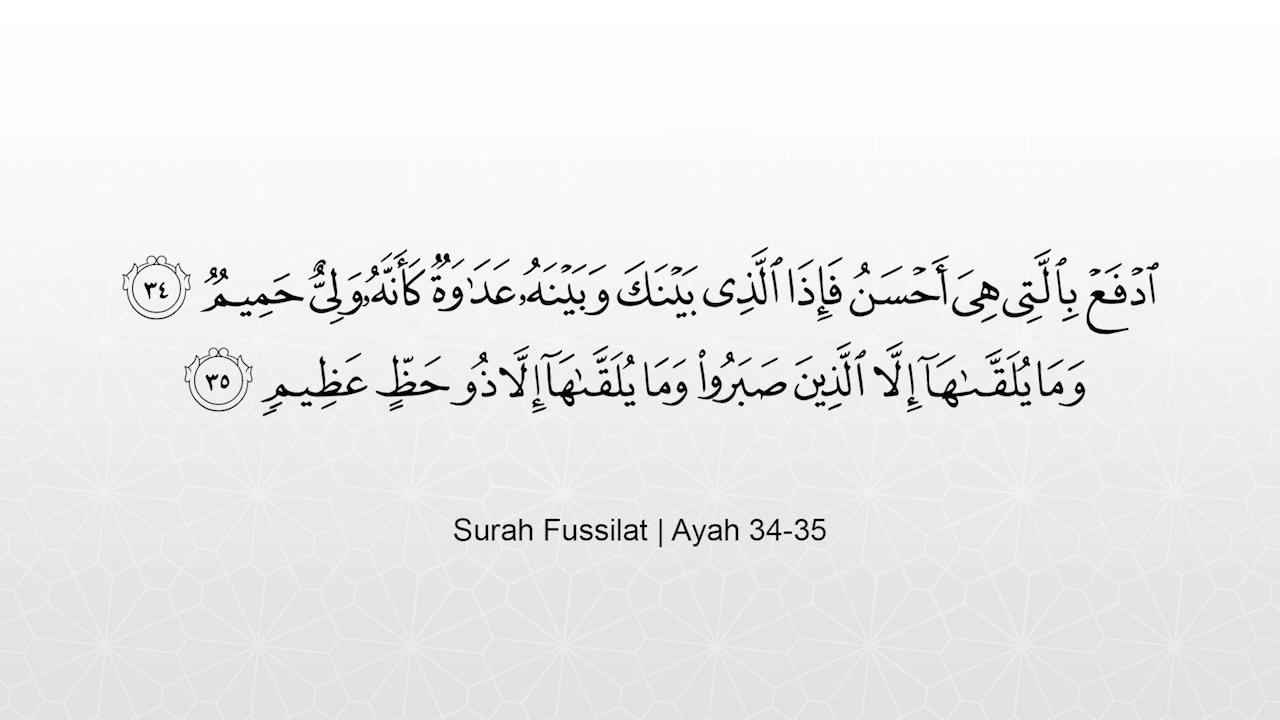 ٱدۡفَعۡ بِٱلَّتِى هِىَ أَحۡسَنُ فَإِذَا ٱلَّذِى بَيۡنَكَ وَبَيۡنَهُۥ عَدَٰوَةٌ كَأَنَّهُۥ وَلِىٌّ حَمِيمٌ ٣٤
وَمَا يُلَقَّىٰهَآ إِلَّا ٱلَّذِينَ صَبَرُوا۟ وَمَا يُلَقَّىٰهَآ إِلَّا ذُو حَظٍّ عَظِيمٍ ٣٥
Surah Fussilat | Ayah 34-35